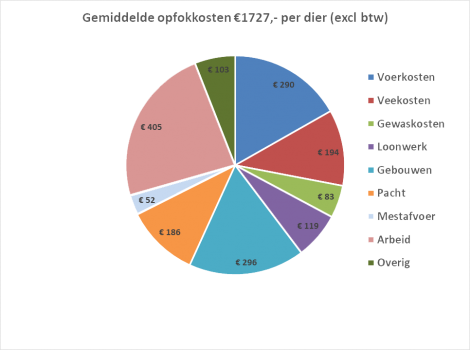 Gemiddelde opfokkosten €1727,- per dier (excl btw)
€ 103
€ 290
€ 405
€ 194
€ 52
€ 83
€ 186
€ 119
€ 296
Voerkosten
Veekosten
Gewaskosten
Loonwerk
Gebouwen
Pacht
Mestafvoer
Arbeid
Overig